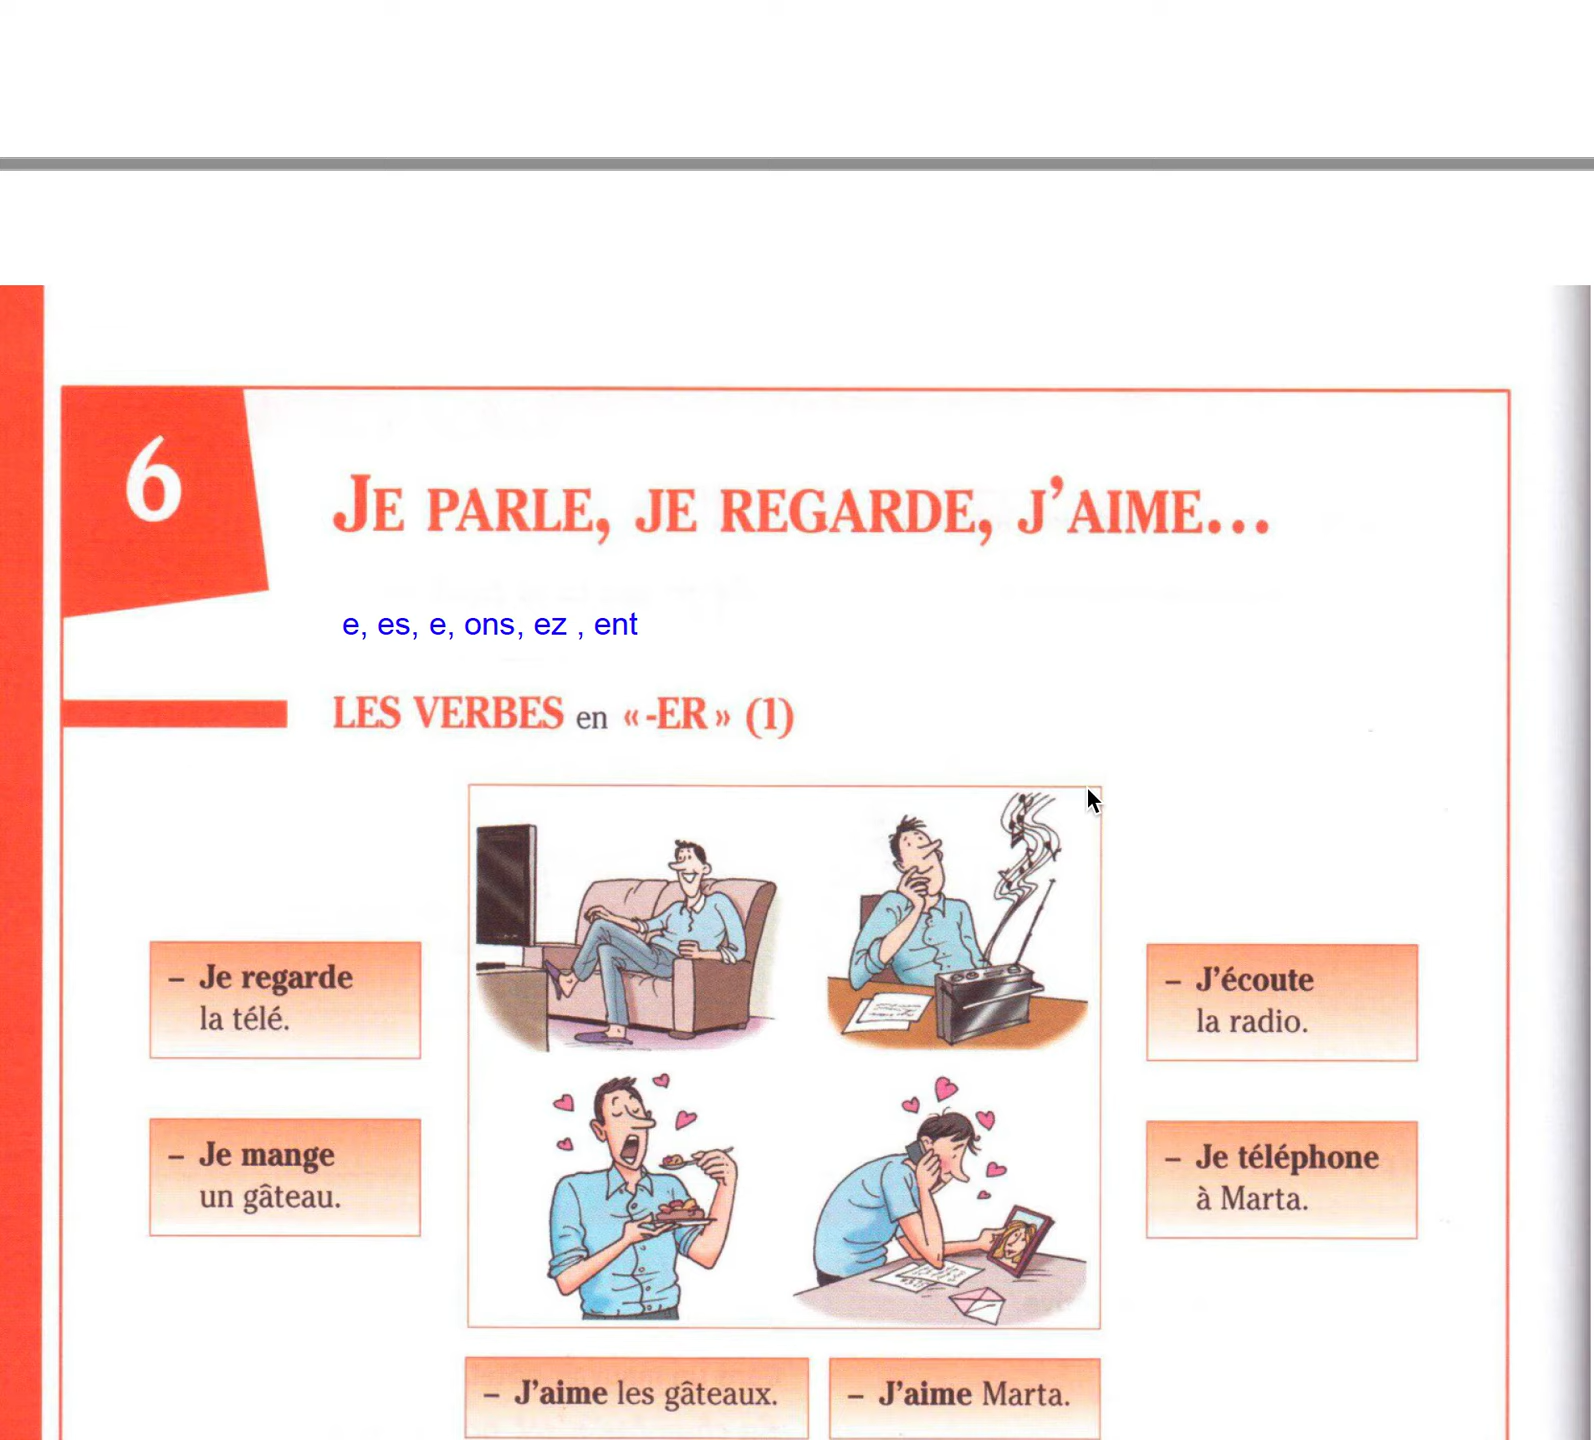 6
JE PARLE, JE REGARDE, J'AIME...
e, es, e, ons, ez , ent
LES VERBES en « -ER » (1)
– Je regarde
la télé.
– J'écoute
la radio.
– Je mange
un gâteau.
– Je téléphone
à Marta.
– J'aime les gâteaux.
– J'aime Marta.